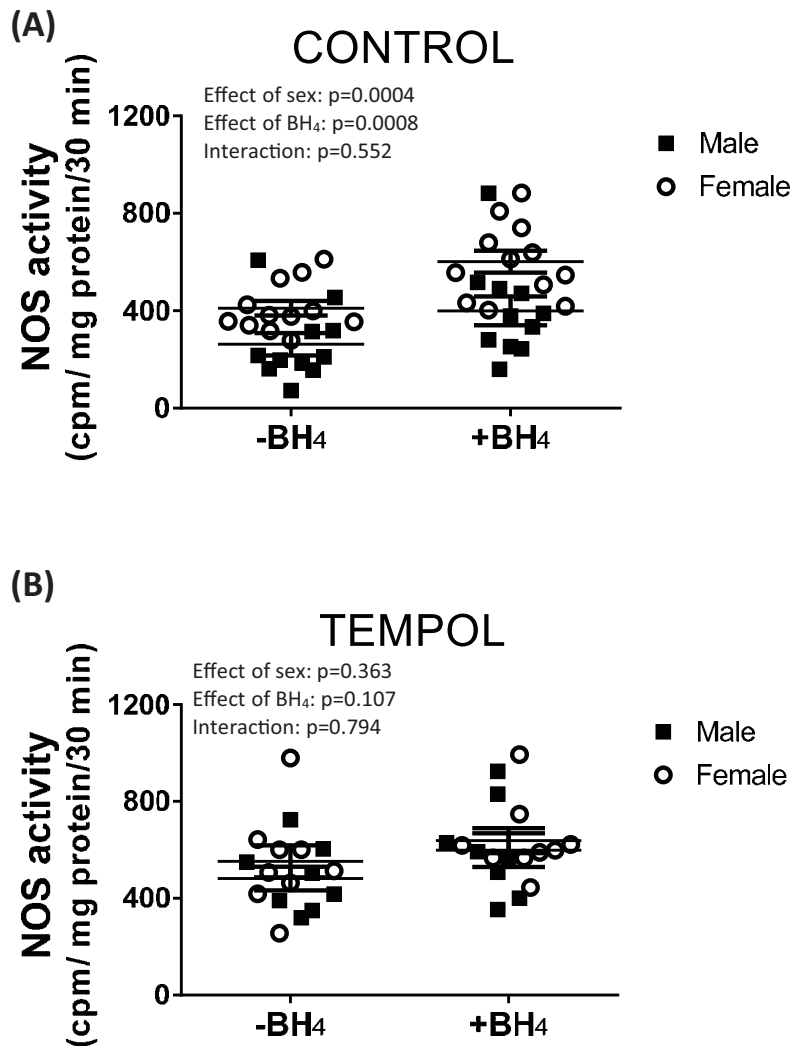 (A)
CONTROL
Effect of sex: p=0.0004
Effect of BH₄: p=0.0008
Interaction: p=0.552
NOS activity
(cpm/ mg protein/30 min)
1200
800
400
0
-BH4
+BH4
Male
Female
(B)
TEMPOL
Effect of sex: p=0.363
Effect of BH₄: p=0.107
Interaction: p=0.794
NOS activity
(cpm/ mg protein/30 min)
1200
800
400
0
-BH4
+BH4
Male
Female